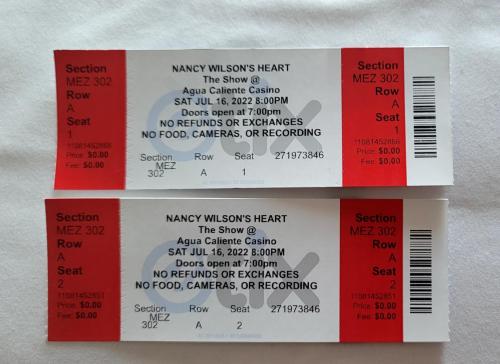 Section
MEZ 302
Row
A
Seat
1
11081452866
Price: $0.00
Fee: $0.00
NANCY WILSON'S HEART
The Show @
Agua Caliente Casino
SAT JUL 16, 2022 8:00PM
Doors open at 7:00pm
NO REFUNDS OR EXCHANGES
NO FOOD, CAMERAS, OR RECORDING
Section Row Seat 271973846
MEZ
302 A 1
etix
Section
MEZ 302
Row
A
Seat
1
11081452866
Price: $0.00
Fee: $0.00
Section
MEZ 302
Row
A
Seat
2
11081452851
Price: $0.00
Fee: $0.00
NANCY WILSON'S HEART
The Show @
Agua Caliente Casino
SAT JUL 16, 2022 8:00PM
Doors open at 7:00pm
NO REFUNDS OR EXCHANGES
NO FOOD, CAMERAS, OR RECORDING
Section Row Seat 271973846
MEZ
302 A 2
etix
Section
MEZ 302
Row
A
Seat
2
11081452851
Price: $0.00
Fee: $0.00